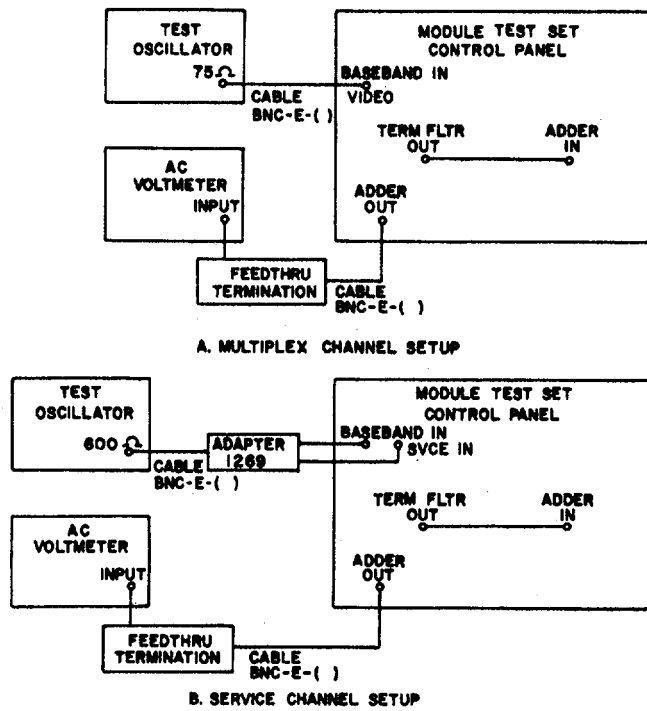 TEST
OSCILLATOR
75Ω
CABLE
BNC-E-( )
MODULE TEST SET
CONTROL PANEL
BASEBAND IN
VIDEO
TERM FLTR
OUT
ADDER
IN
AC
VOLTMETER
INPUT
ADDER
OUT
FEEDTHRU
TERMINATION
CABLE
BNC-E-( )
A. MULTIPLEX CHANNEL SETUP
TEST
OSCILLATOR
600 Ω
CABLE
BNC-E-( )
ADAPTER
1269
MODULE TEST SET
CONTROL PANEL
BASEBAND IN
SVCE IN
TERM FLTR
OUT
ADDER
IN
AC
VOLTMETER
INPUT
ADDER
OUT
FEEDTHRU
TERMINATION
CABLE
BNC-E-( )
B. SERVICE CHANNEL SETUP